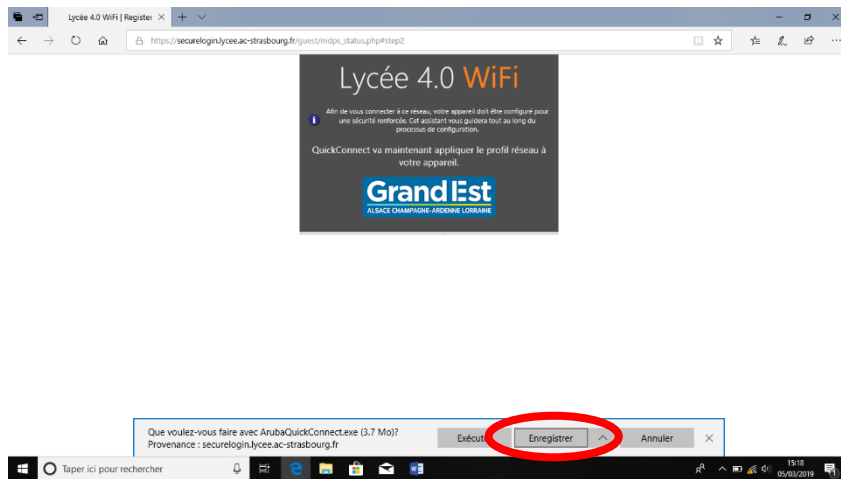 Lycée 4.0 WiFi | Register
https://securelogin.lycee.ac-strasbourg.fr/guest/mdps_status.php#step2
Lycée 4.0 WiFi
Afin de vous connecter à ce réseau, votre appareil doit être configuré pour
une sécurité renforcée. Cet assistant vous guidera tout au long du
processus de configuration.
QuickConnect va maintenant appliquer le profil réseau à
votre appareil.
Grand Est
ALSACE CHAMPAGNE-ARDENNE LORRAINE
Que voulez-vous faire avec ArubaQuickConnect.exe (3.7 Mo)?
Provenance : securelogin.lycee.ac-strasbourg.fr
Exécute
Enregistrer
Annuler
Taper ici pour rechercher
15:18
05/03/2019